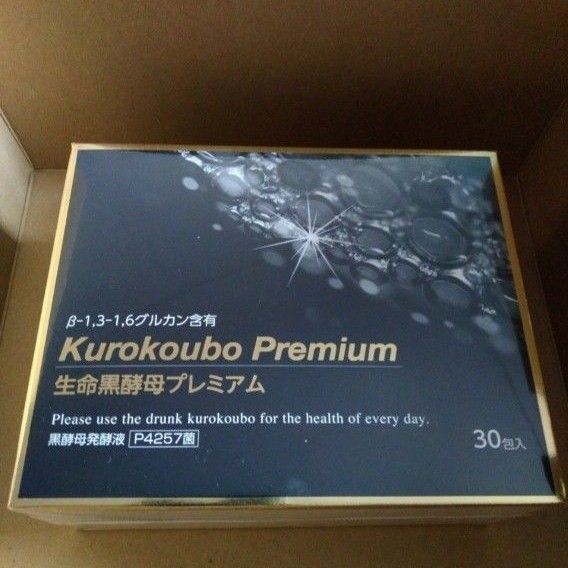 β-1,3-1,6グルカン含有
Kurokoubo Premium
生命黒酵母プレミアム
Please use the drunk kurokoubo for the health of every day.
黒酵母発酵液 P4257菌
30包入